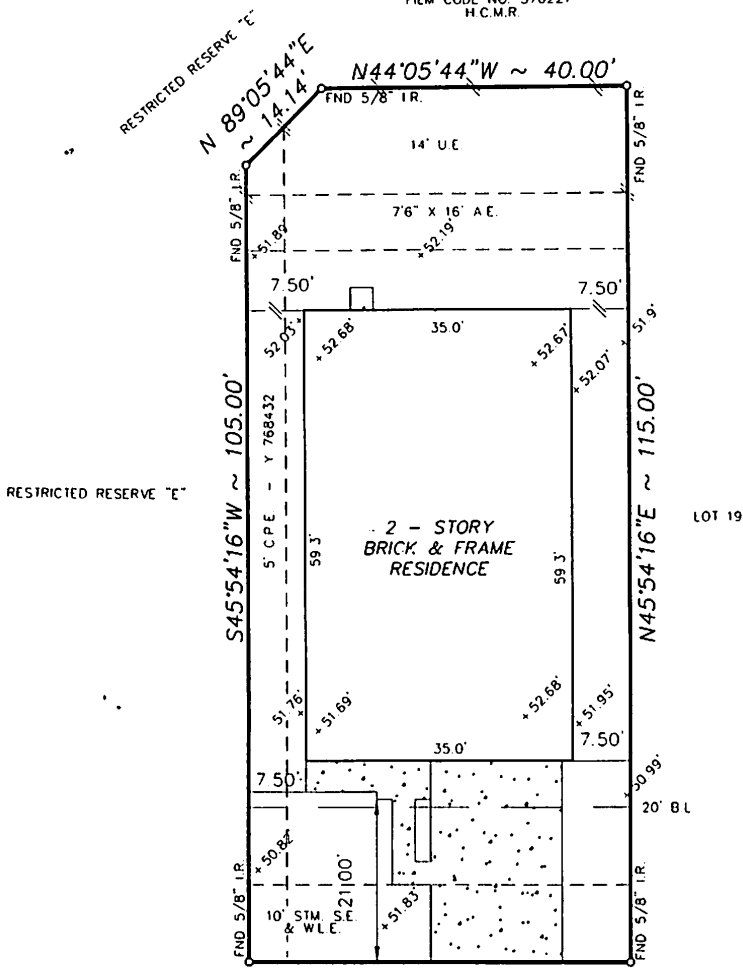 FILM CODE NO. 570227
H.C.M.R.
RESTRICTED RESERVE "E"
N 89°05'44"E
~ 14.14'
N44°05'44"W ~ 40.00'
FND 5/8" I.R.
FND 5/8" I.R.
14' U.E
FND 5/8" I.R.
7'6" X 16' A.E.
51.89'
52.19'
7.50'
7.50'
52.03'
52.68'
35.0'
52.67'
51.9'
52.07'
S45°54'16"W ~ 105.00'
5' C.P.E. - Y 768432
59.3'
2 - STORY
BRICK & FRAME
RESIDENCE
59.3'
N45°54'16"E ~ 115.00'
RESTRICTED RESERVE "E"
LOT 19
51.76'
51.69'
52.68'
51.95'
35.0'
7.50'
7.50'
50.99'
20' B.L
50.82'
21.00'
51.83'
10' STM. S.E.
& W.L.E.
FND 5/8" I.R.
FND 5/8" I.R.